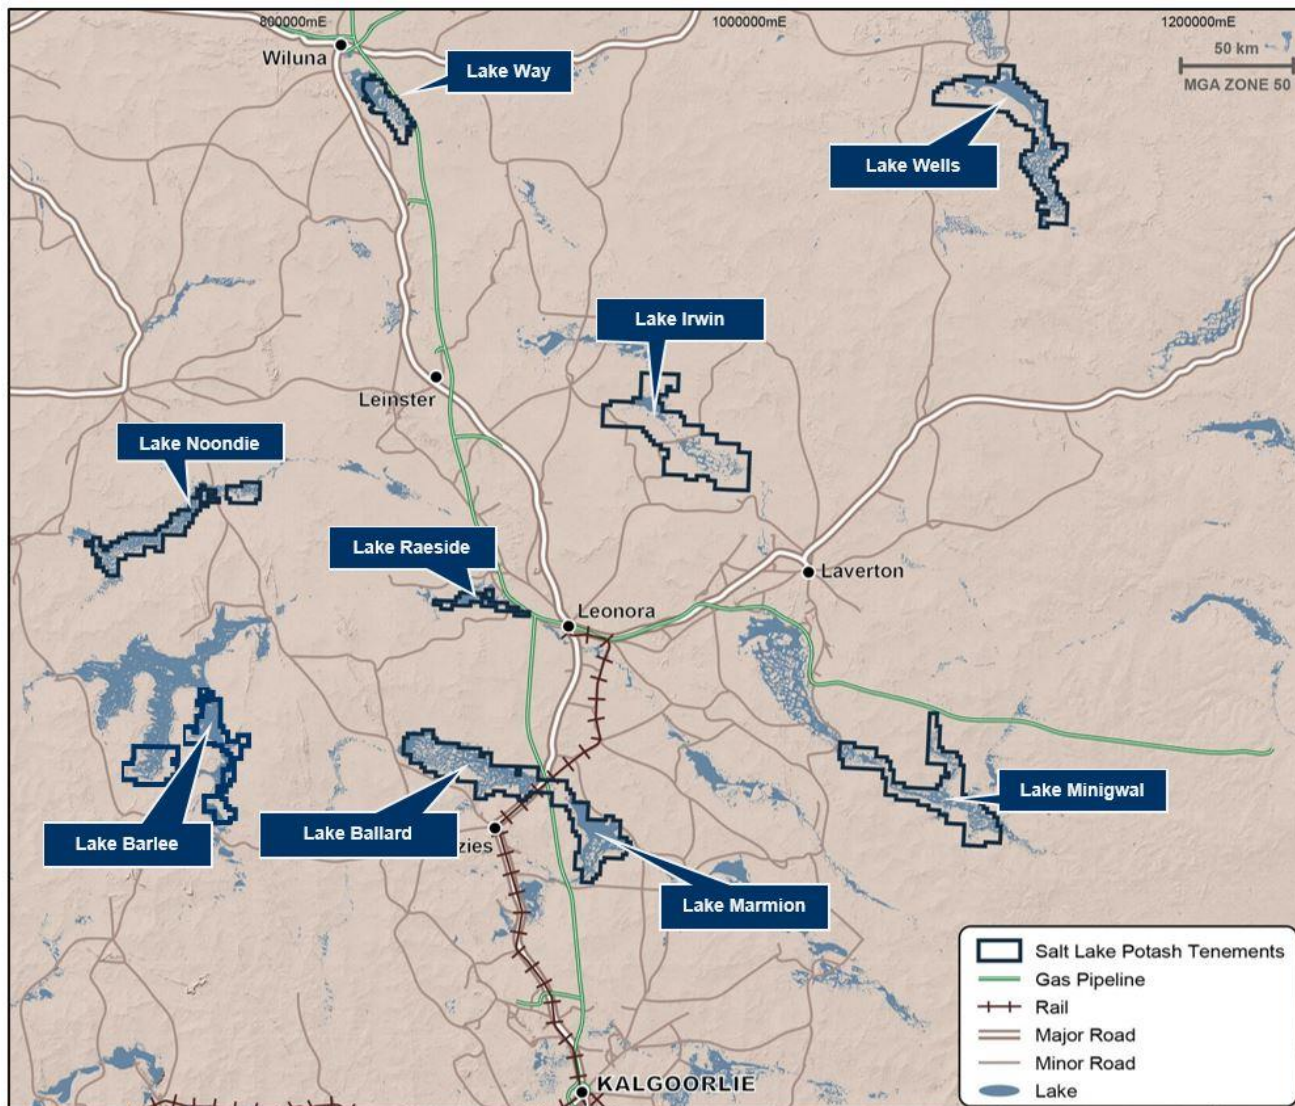 800000mE
1000000mE
1200000mE
Wiluna
50 km
Lake Way
MGA ZONE 50
Lake Wells
Lake Irwin
Leinster
Lake Noondie
Lake Raeside
Laverton
Leonora
Lake Minigwal
Lake Barlee
Lake Ballard
zies
Lake Marmion
Salt Lake Potash Tenements
Gas Pipeline
Rail
Major Road
Minor Road
Lake
KALGOORLIE